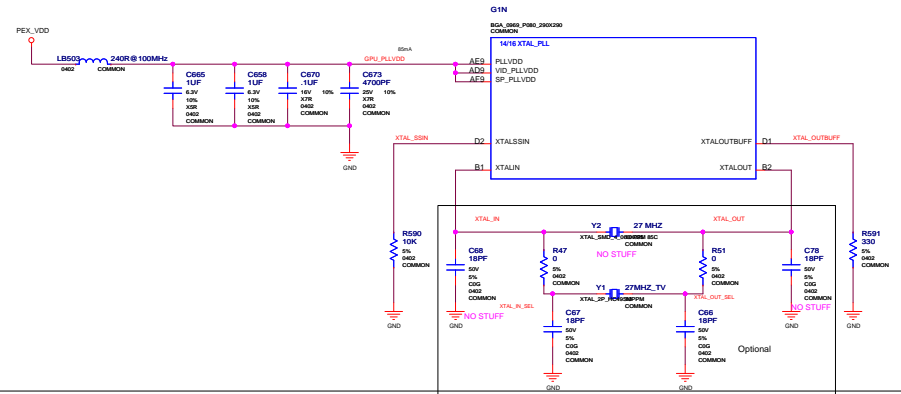 G1N
BGA_0969_P080_290X290
COMMON
14/16 XTAL_PLL
PEX_VDD
LB503
240R@100MHz
0402
COMMON
85mA
GPU_PLLVDD
AE9
PLLVDD
AD9
VID_PLLVDD
AF9
SP_PLLVDD
C665
1UF
6.3V
10%
X5R
0402
COMMON
C658
1UF
6.3V
10%
X5R
0402
COMMON
C670
.1UF
16V
10%
X7R
0402
COMMON
C673
4700PF
25V
10%
X7R
0402
COMMON
GND
XTAL_SSIN
D2
XTALSSIN
XTALOUTBUFF
D1
XTAL_OUTBUFF
B1
XTALIN
XTALOUT
B2
R590
10K
5%
0402
COMMON
GND
XTAL_IN
Y2
27 MHZ
COMMON
NO STUFF
XTAL_OUT
C68
18PF
50V
5%
C0G
0402
COMMON
NO STUFF
GND
R47
0
5%
0402
COMMON
R51
0
5%
0402
COMMON
C78
18PF
50V
5%
C0G
0402
COMMON
NO STUFF
GND
R591
330
5%
0402
COMMON
GND
Y1
27MHZ_TV
COMMON
XTAL_IN_SEL
XTAL_OUT_SEL
C67
18PF
50V
5%
C0G
0402
COMMON
GND
C66
18PF
50V
5%
C0G
0402
COMMON
GND
Optional